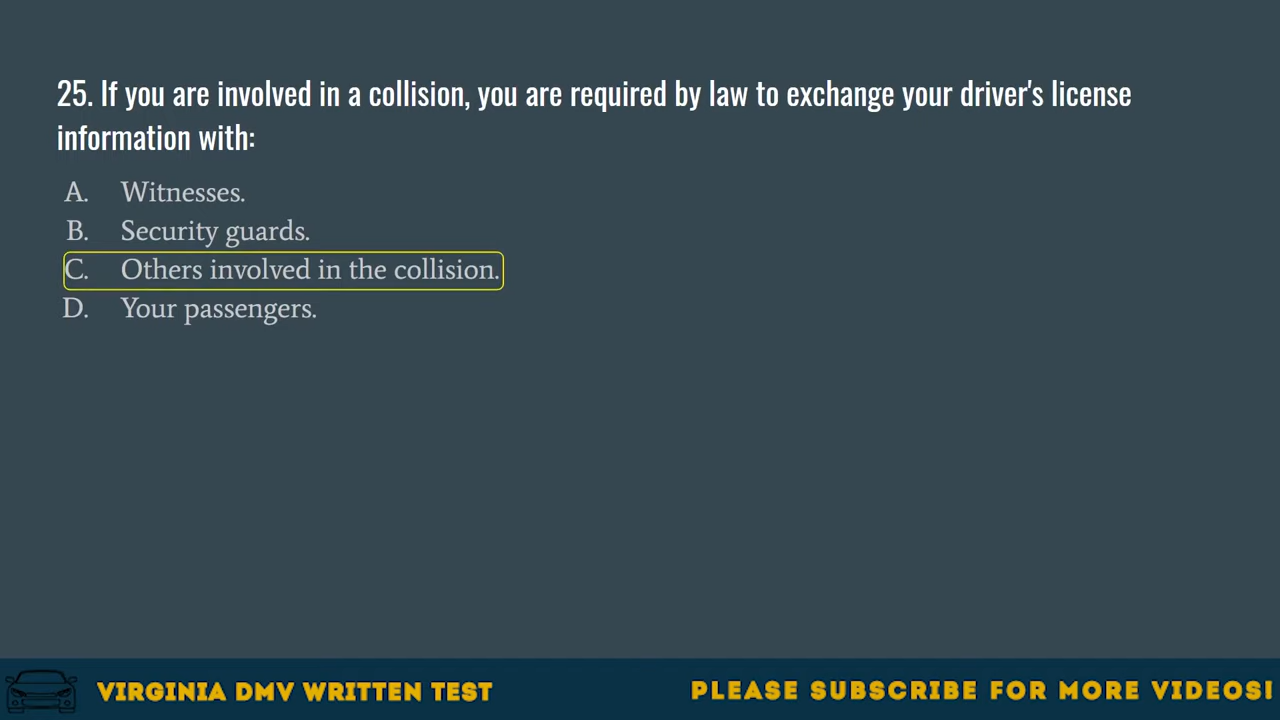 25. If you are involved in a collision, you are required by law to exchange your driver's license
information with:
A. Witnesses.
B. Security guards.
C. Others involved in the collision.
D. Your passengers.
VIRGINIA DMV WRITTEN TEST
PLEASE SUBSCRIBE FOR MORE VIDEOS!